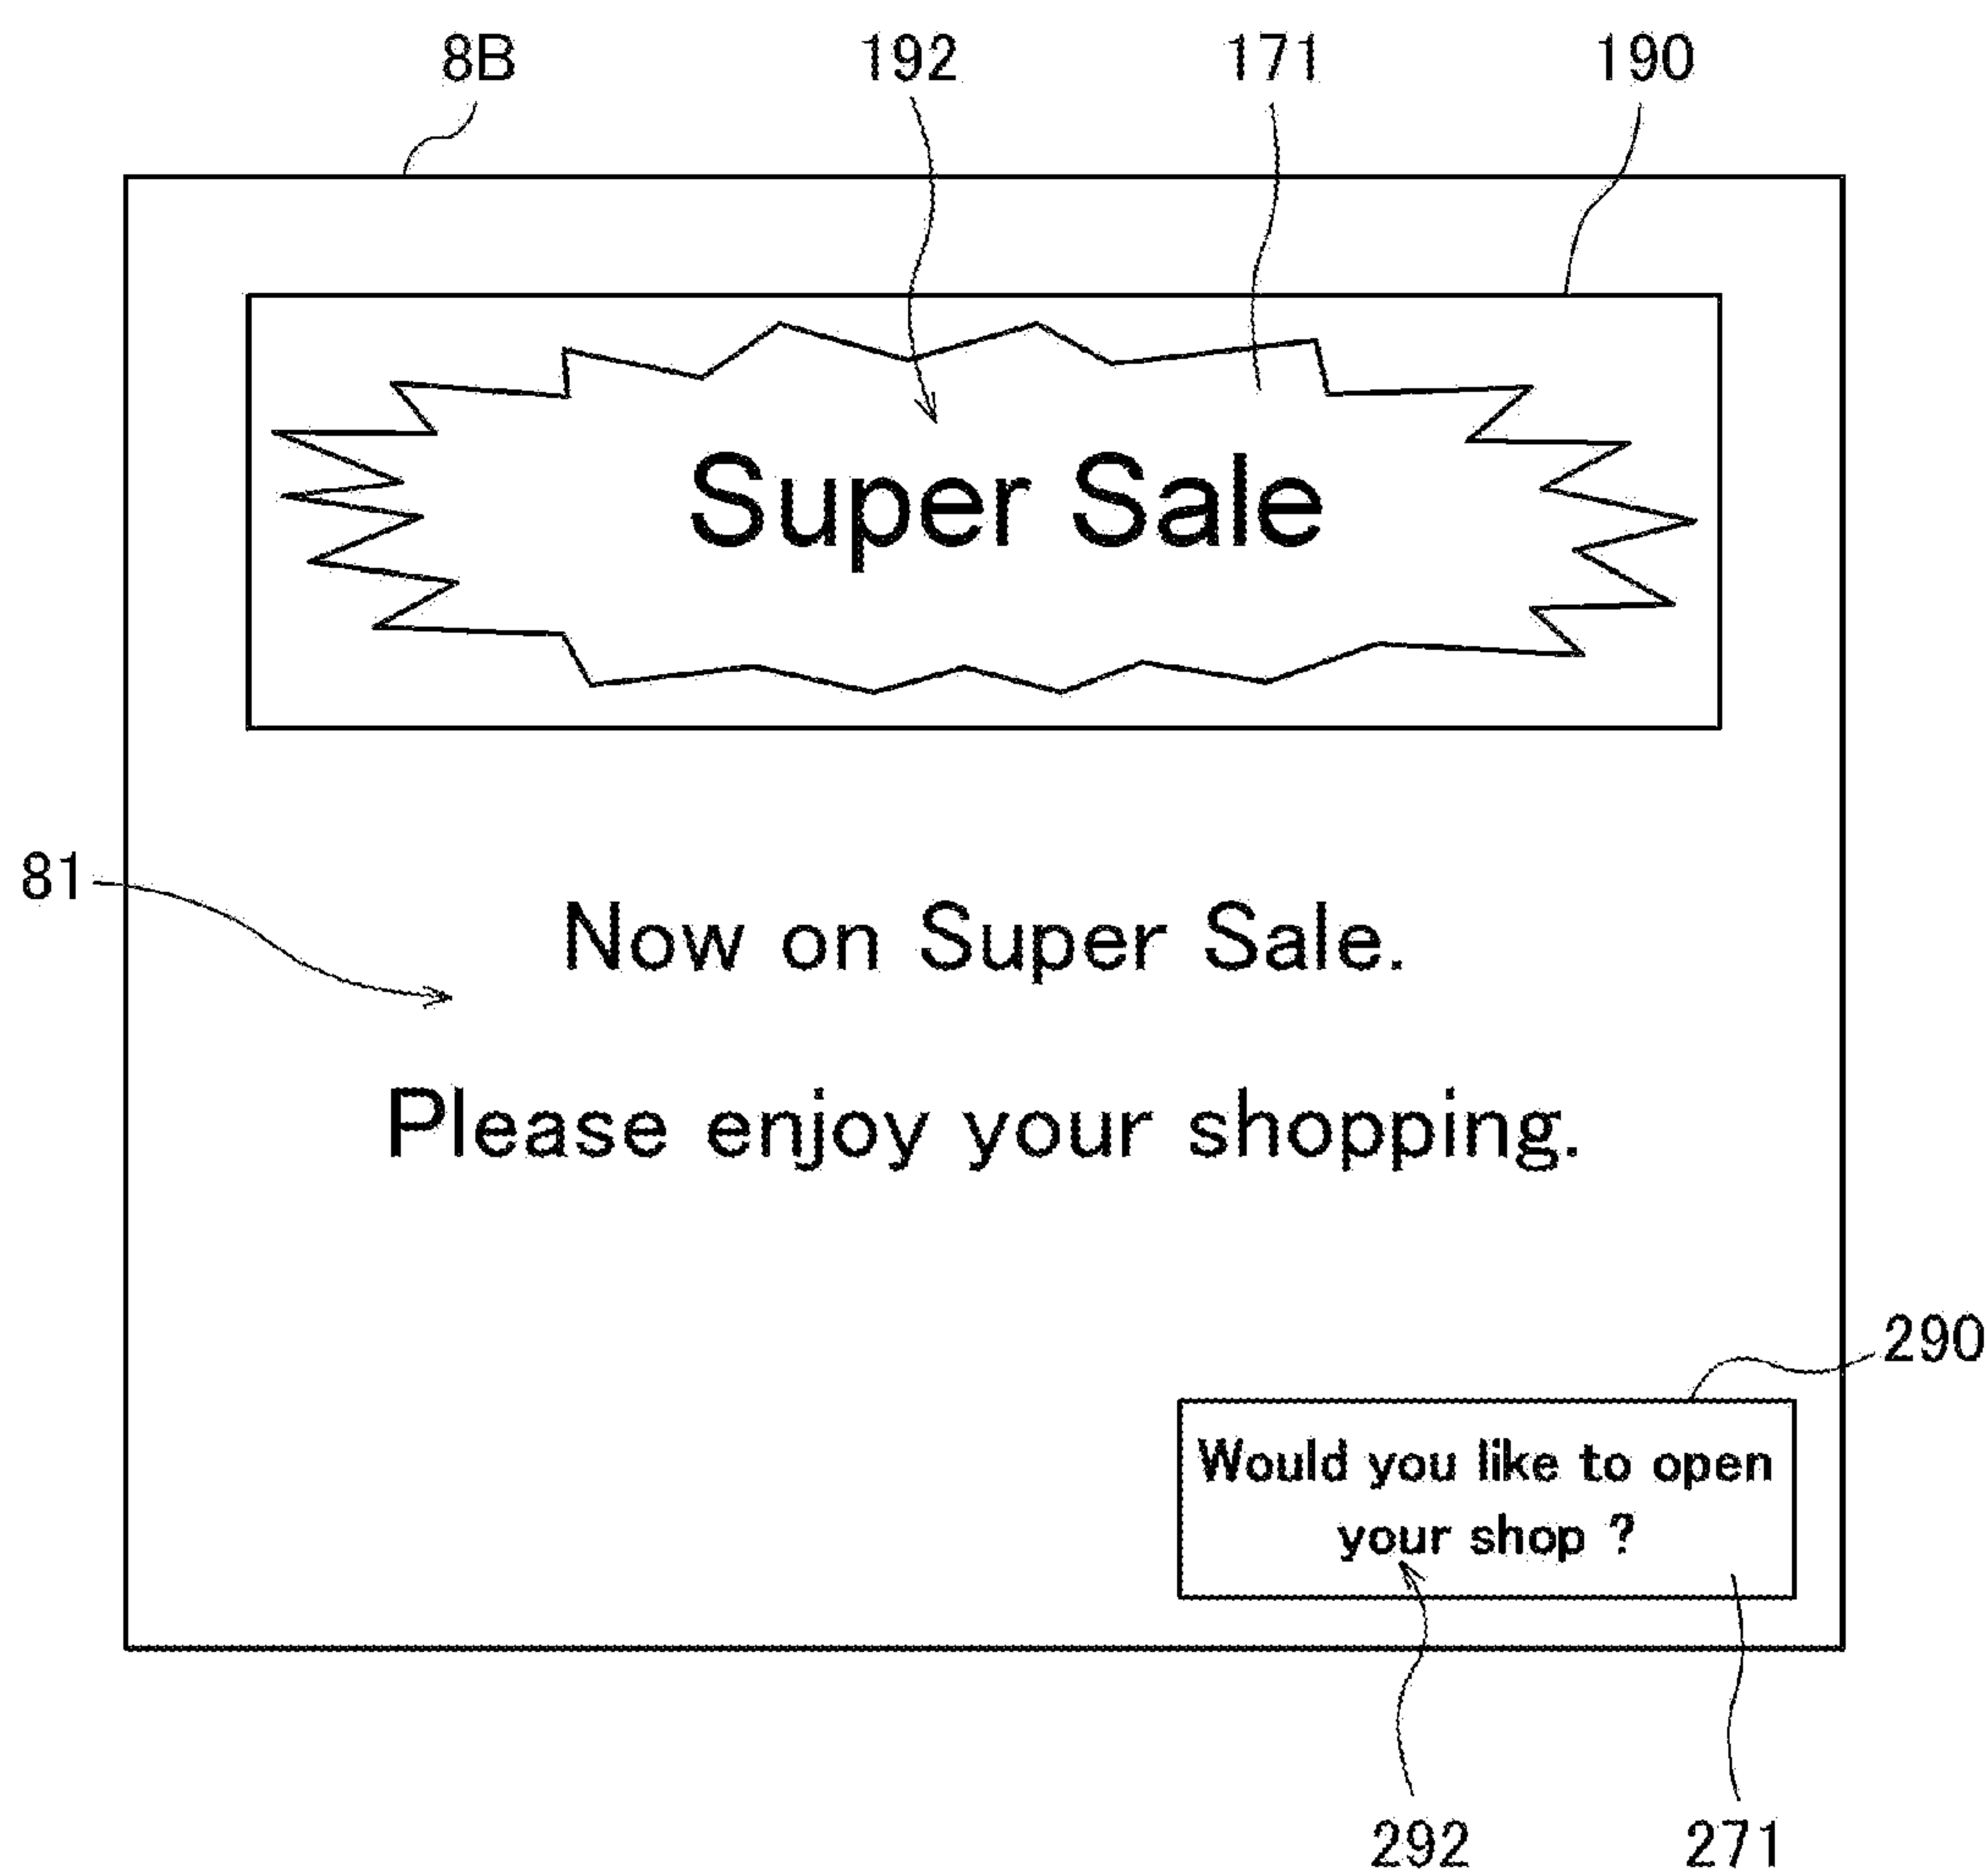 8B 192 171 190
Super Sale
81
Now on Super Sale.
Please enjoy your shopping.
290
Would you like to open
your shop ?
292 271